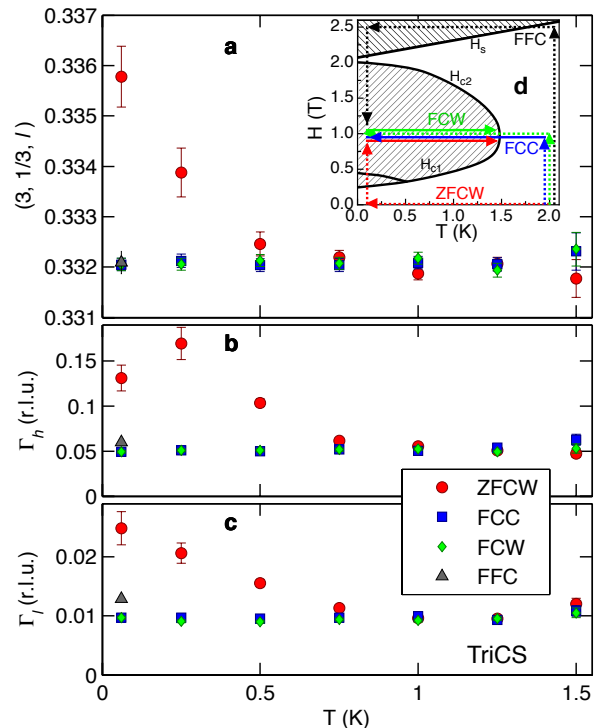 a
(3, 1/3, l)
0.337
0.336
0.335
0.334
0.333
0.332
0.331
d
H (T)
2.5
2.0
1.5
1.0
0.5
0.0
H_s
FFC
H_c2
FCW
FCC
H_c1
ZFCW
0.0 0.5 1.0 1.5 2.0
T (K)
b
Γ_h (r.l.u.)
0.15
0.1
0.05
0
c
Γ_l (r.l.u.)
0.02
0.01
0
ZFCW
FCC
FCW
FFC
TriCS
0 0.5 1 1.5
T (K)